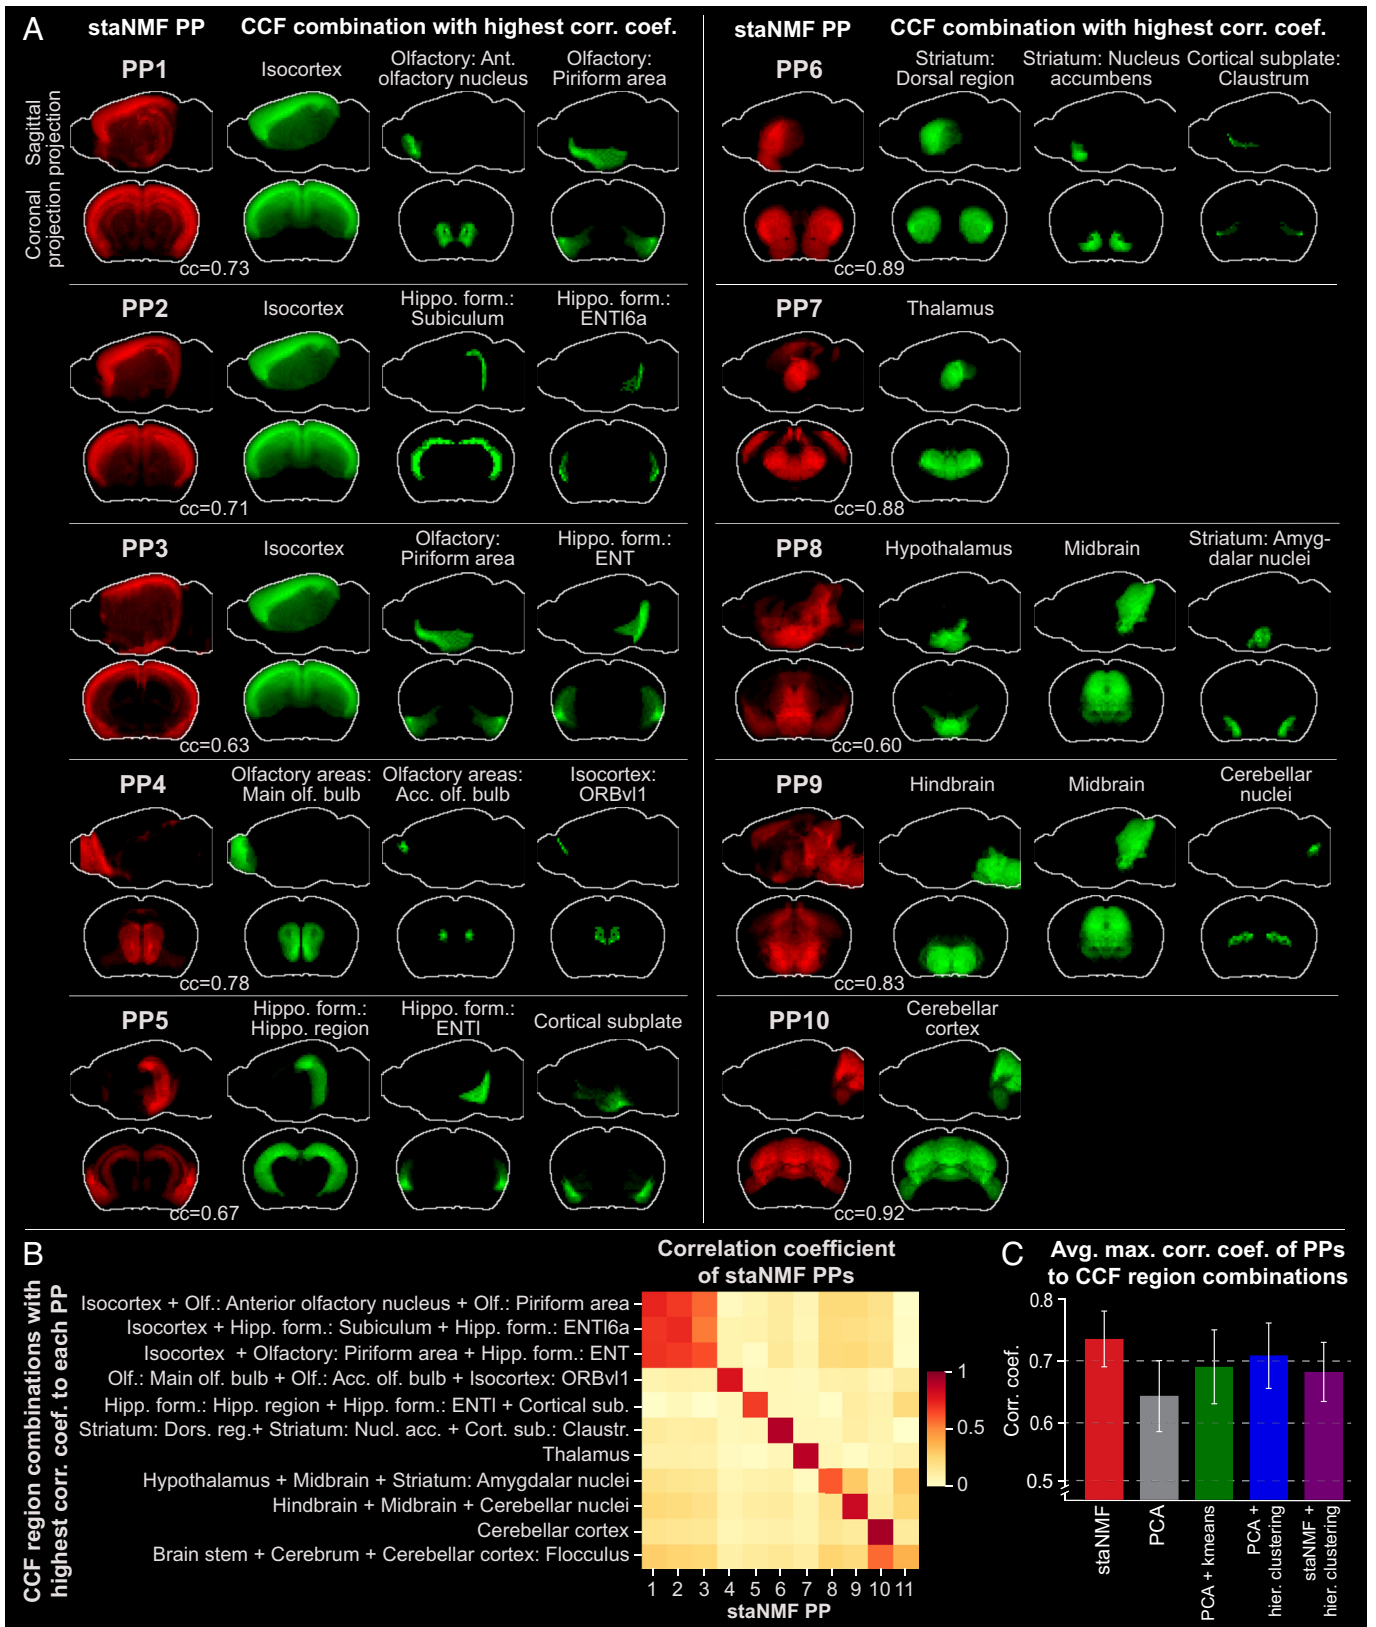 A
staNMF PP
CCF combination with highest corr. coef.
PP1
Isocortex
Olfactory: Ant.
olfactory nucleus
Olfactory:
Piriform area
Sagittal
projection
Coronal
projection
cc=0.73
PP2
Isocortex
Hippo. form.:
Subiculum
Hippo. form.:
ENTl6a
cc=0.71
PP3
Isocortex
Olfactory:
Piriform area
Hippo. form.:
ENT
cc=0.63
PP4
Olfactory areas:
Main olf. bulb
Olfactory areas:
Acc. olf. bulb
Isocortex:
ORBvl1
cc=0.78
PP5
Hippo. form.:
Hippo. region
Hippo. form.:
ENTl
Cortical subplate
cc=0.67
staNMF PP
CCF combination with highest corr. coef.
PP6
Striatum:
Dorsal region
Striatum: Nucleus
accumbens
Cortical subplate:
Claustrum
cc=0.89
PP7
Thalamus
cc=0.88
PP8
Hypothalamus
Midbrain
Striatum: Amyg-
dalar nuclei
cc=0.60
PP9
Hindbrain
Midbrain
Cerebellar
nuclei
cc=0.83
PP10
Cerebellar
cortex
cc=0.92
B
Correlation coefficient
of staNMF PPs
CCF region combinations with
highest corr. coef. to each PP
Isocortex + Olf.: Anterior olfactory nucleus + Olf.: Piriform area
Isocortex + Hipp. form.: Subiculum + Hipp. form.: ENTl6a
Isocortex + Olfactory: Piriform area + Hipp. form.: ENT
Olf.: Main olf. bulb + Olf.: Acc. olf. bulb + Isocortex: ORBvl1
Hipp. form.: Hipp. region + Hipp. form.: ENTl + Cortical sub.
Striatum: Dors. reg.+ Striatum: Nucl. acc. + Cort. sub.: Claustr.
Thalamus
Hypothalamus + Midbrain + Striatum: Amygdalar nuclei
Hindbrain + Midbrain + Cerebellar nuclei
Cerebellar cortex
Brain stem + Cerebrum + Cerebellar cortex: Flocculus
1 2 3 4 5 6 7 8 9 10 11
staNMF PP
1
0.5
0
C
Avg. max. corr. coef. of PPs
to CCF region combinations
Corr. coef.
0.8
0.7
0.6
0.5
staNMF
PCA
PCA + kmeans
PCA +
hier. clustering
staNMF +
hier. clustering